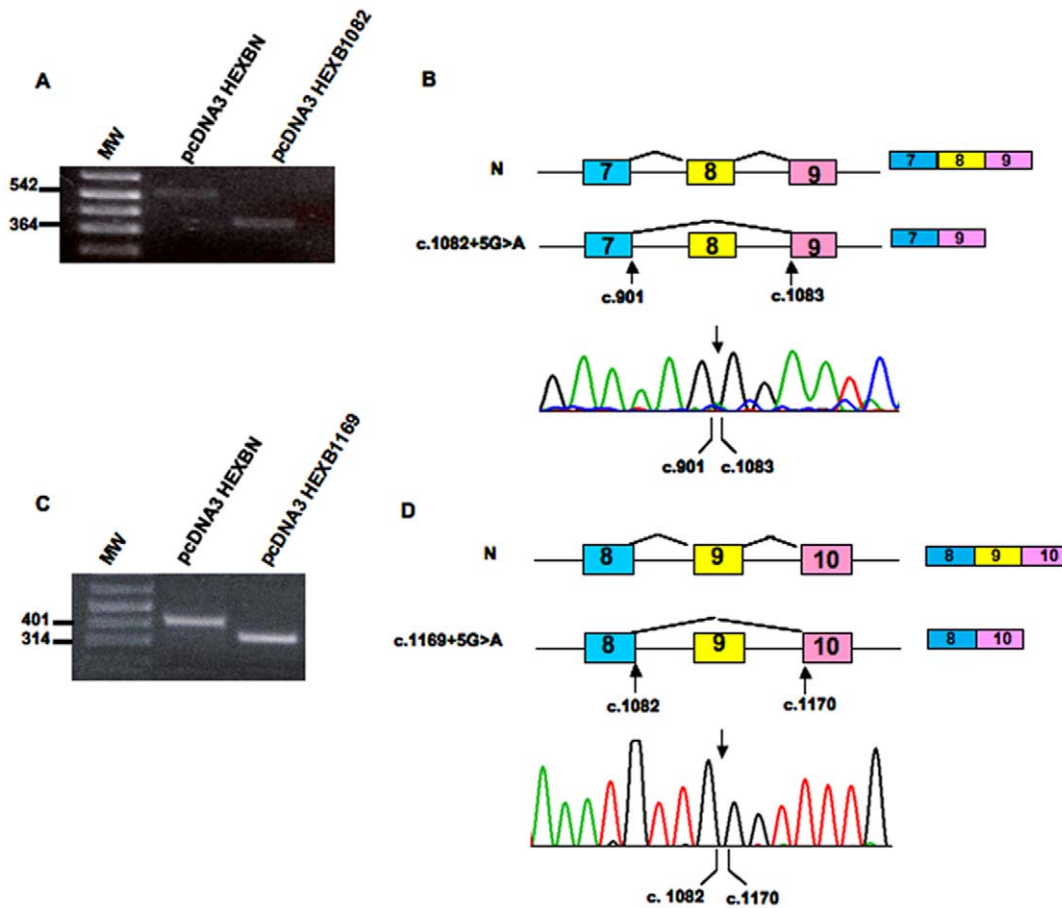 A
MW
pcDNA3 HEXBN
pcDNA3 HEXB1082
542
364
B
N
7 8 9
7 8 9
c.1082+5G>A
7 8 9
7 9
c.901
c.1083
c.901 c.1083
C
MW
pcDNA3 HEXBN
pcDNA3 HEXB1169
401
314
D
N
8 9 10
8 9 10
c.1169+5G>A
8 9 10
8 10
c.1082
c.1170
c. 1082 c.1170